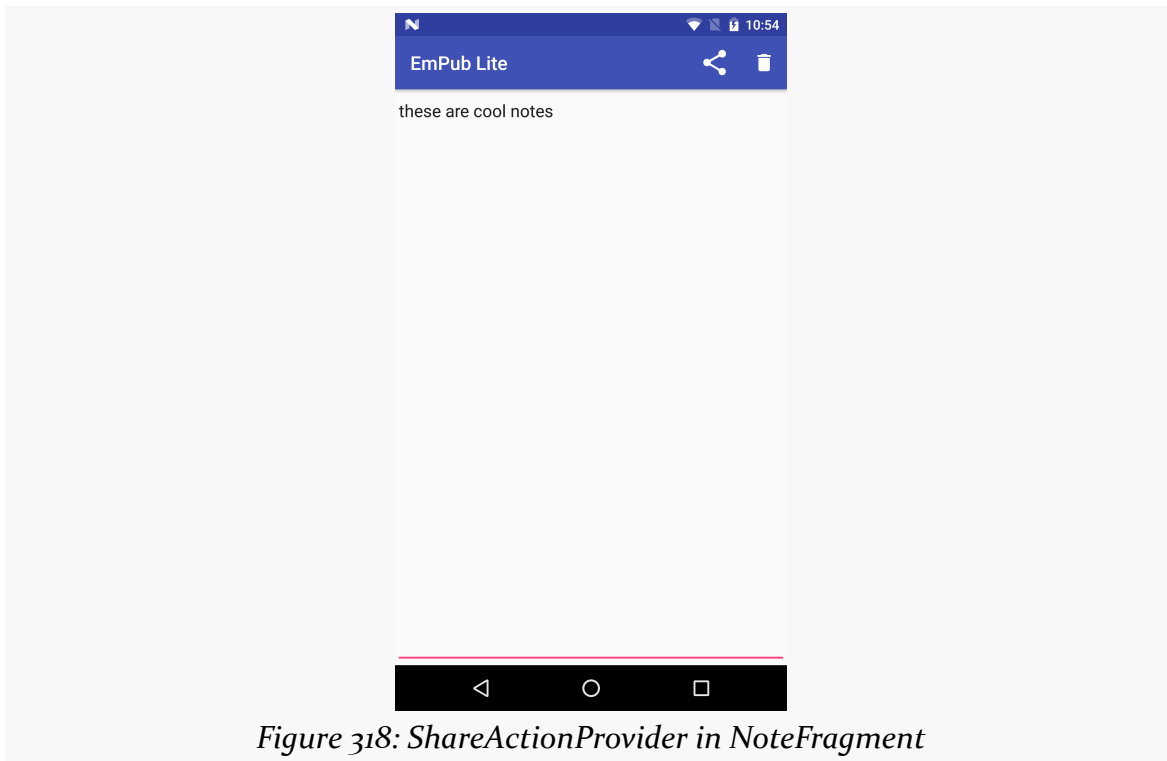 10:54
EmPub Lite
these are cool notes
Figure 318: ShareActionProvider in NoteFragment